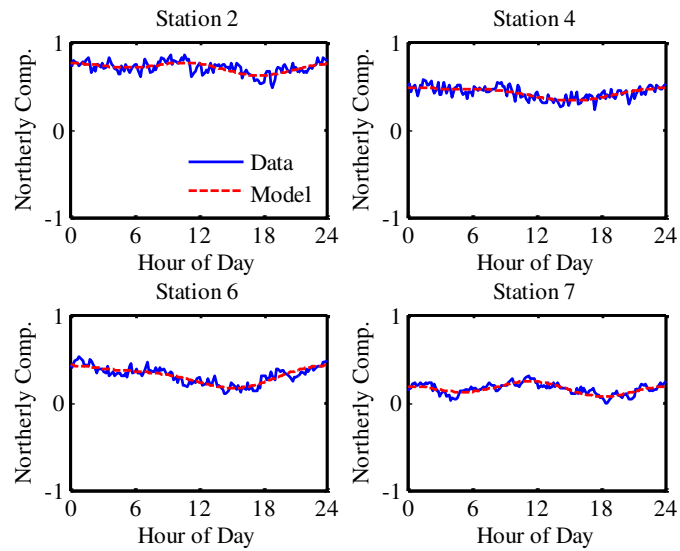 Station 2
Northerly Comp.
1
0
-1
Data
Model
0 6 12 18 24
Hour of Day
Station 4
Northerly Comp.
1
0
-1
0 6 12 18 24
Hour of Day
Station 6
Northerly Comp.
1
0
-1
0 6 12 18 24
Hour of Day
Station 7
Northerly Comp.
1
0
-1
0 6 12 18 24
Hour of Day